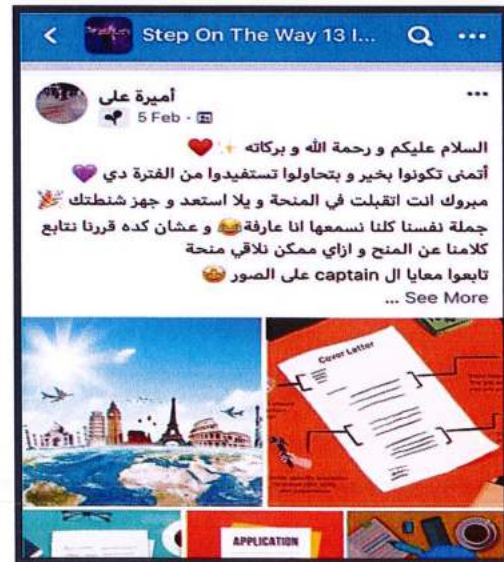 Step On The Way 13 I...
أميرة على
5 Feb
السلام عليكم و رحمة الله و بركاته ✨❤️
أتمنى تكونوا بخير و بتحاولوا تستفيدوا من الفترة دي 💜
مبروك انت اتقبلت في المنحة و يلا استعد و جهز شنطتك 🎉
جملة نفسنا كلنا نسمعها انا عارفة😂 و عشان كده قررنا نتابع
كلامنا عن المنح و ازاي ممكن نلاقي منحة
تابعوا معايا ال captain على الصور 🤩
... See More
Cover Letter
APPLICATION